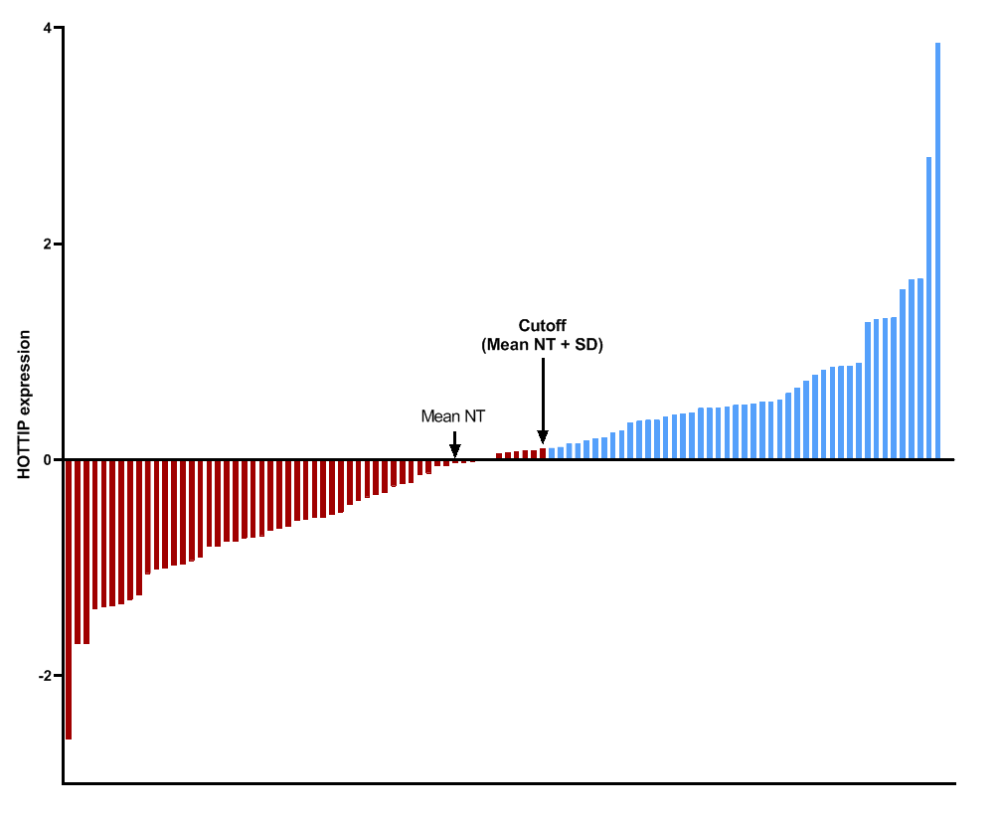 4
2
0
-2
HOTTIP expression
Mean NT
Cutoff
(Mean NT + SD)